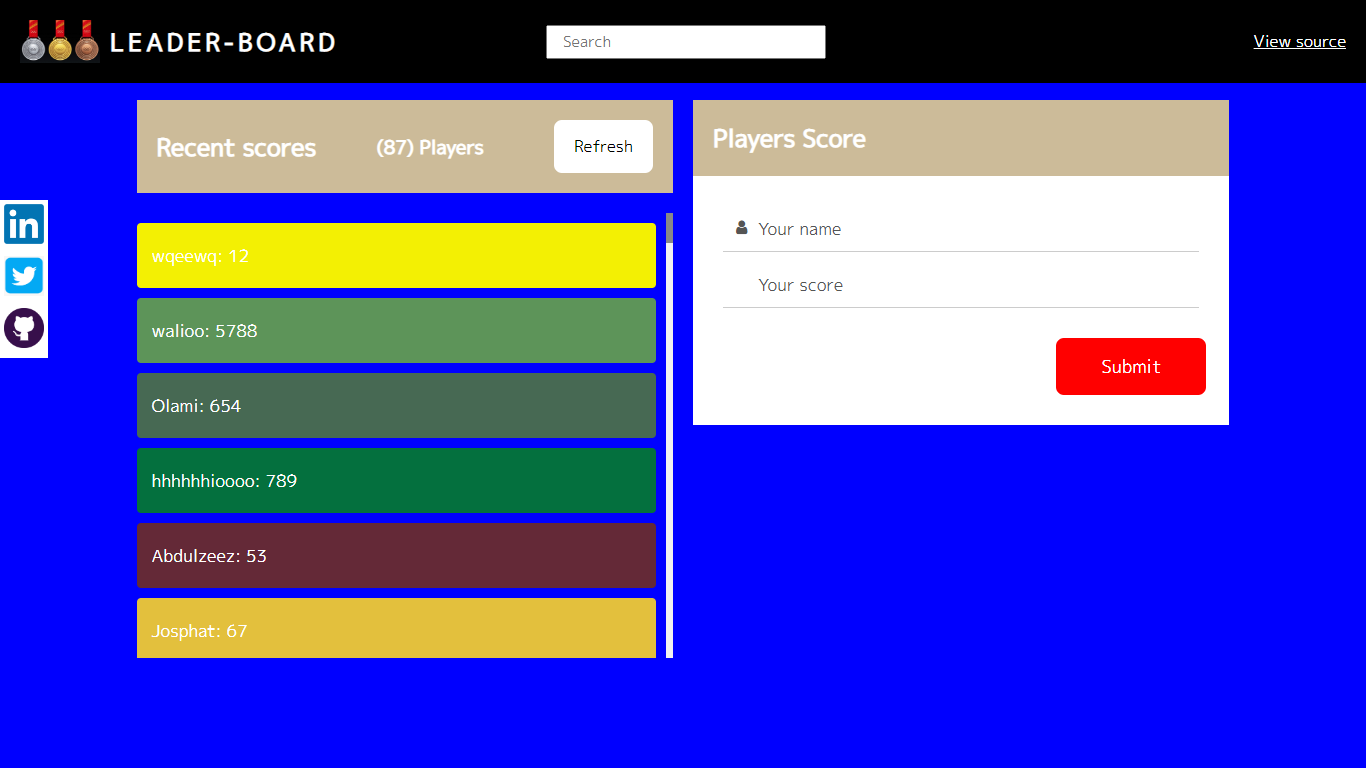 LEADER-BOARD
Search
View source
Recent scores
(87) Players
Refresh
wqeewq: 12
walioo: 5788
Olami: 654
hhhhhhioooo: 789
Abdulzeez: 53
Josphat: 67
Players Score
Your name
Your score
Submit
in